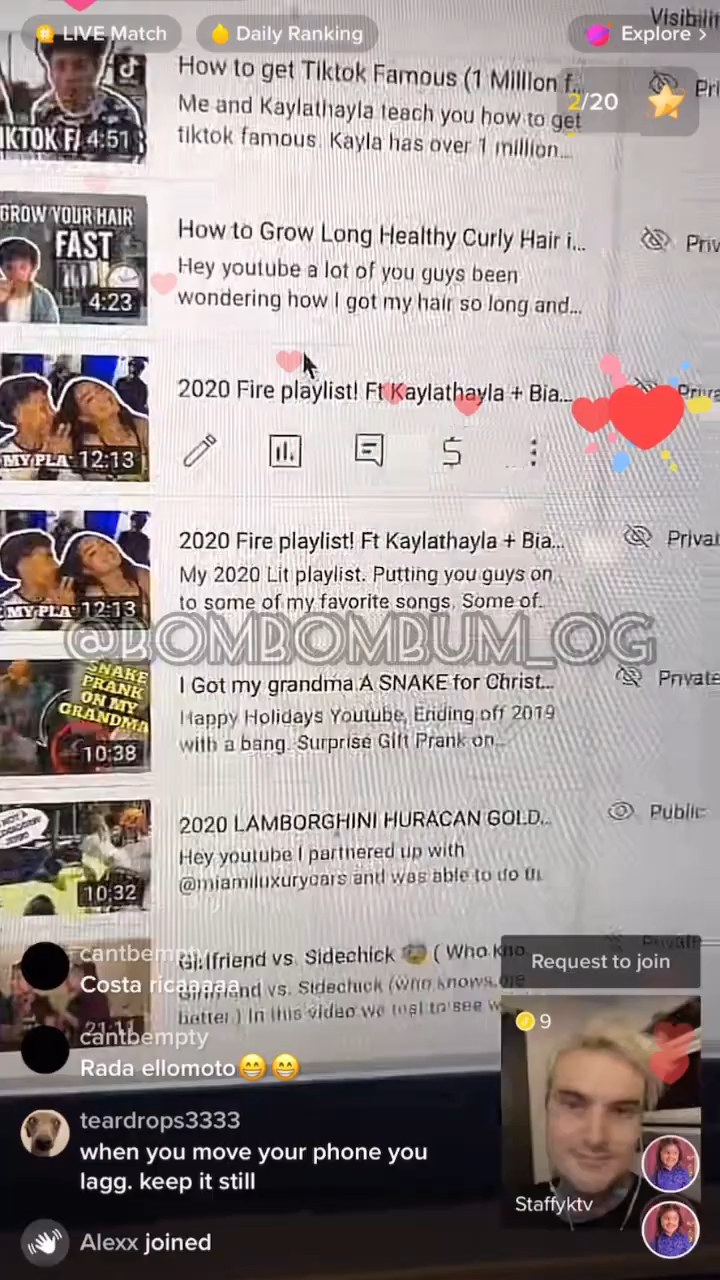 Visibility
LIVE Match
Daily Ranking
Explore >
How to get Tiktok Famous (1 Million f...
Me and Kaylathayla teach you how to get
tiktok famous. Kayla has over 1 million...
4:51
2/20
Pri
GROW YOUR HAIR
FAST
4:23
How to Grow Long Healthy Curly Hair i...
Hey youtube a lot of you guys been
wondering how I got my hair so long and...
Priv
MY PLA
12:13
2020 Fire playlist! Ft Kaylathayla + Bia...
Priva
MY PLA
12:13
2020 Fire playlist! Ft Kaylathayla + Bia...
My 2020 Lit playlist. Putting you guys on
to some of my favorite songs. Some of.
Privat
@BOMBOMBUM_OG
SNAKE
PRANK
ON MY
GRANDMA
10:38
I Got my grandma A SNAKE for Christ...
Happy Holidays Youtube, Ending off 2019
with a bang. Surprise Gift Prank on...
Private
10:32
2020 LAMBORGHINI HURACAN GOLD...
Hey youtube I partnered up with
@miamiluxurycars and was able to do
Public
Girlfriend vs. Sidechick 😂 ( Who kno
Girlfriend vs. Sidechick (Who knows me
better.) In this video we test to see w
Private
cantbempty
Costa ricaaaaa
cantbempty
Rada ellomoto😁😁
teardrops3333
when you move your phone you
lagg. keep it still
Alexx joined
Request to join
9
Staffyktv